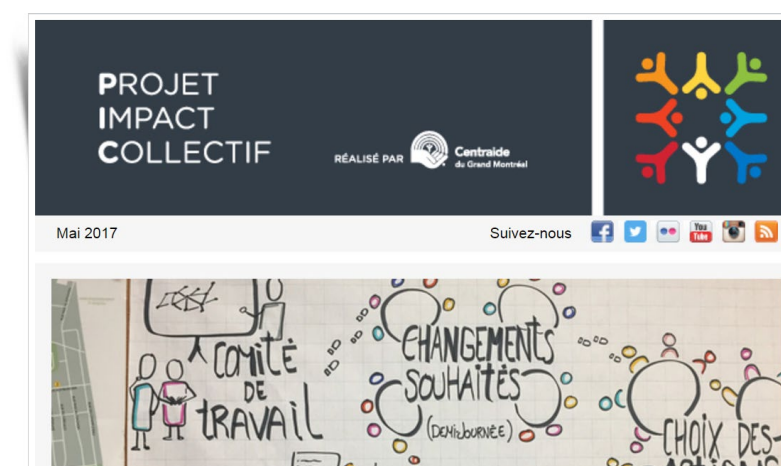 PROJET
IMPACT
COLLECTIF
RÉALISÉ PAR
Centraide
du Grand Montréal
Mai 2017
Suivez-nous
You
Tube
COMITÉ
DE
TRAVAIL
CHANGEMENTS
SOUHAITÉS
(DEMI-JOURNÉE)
CHOIX DES